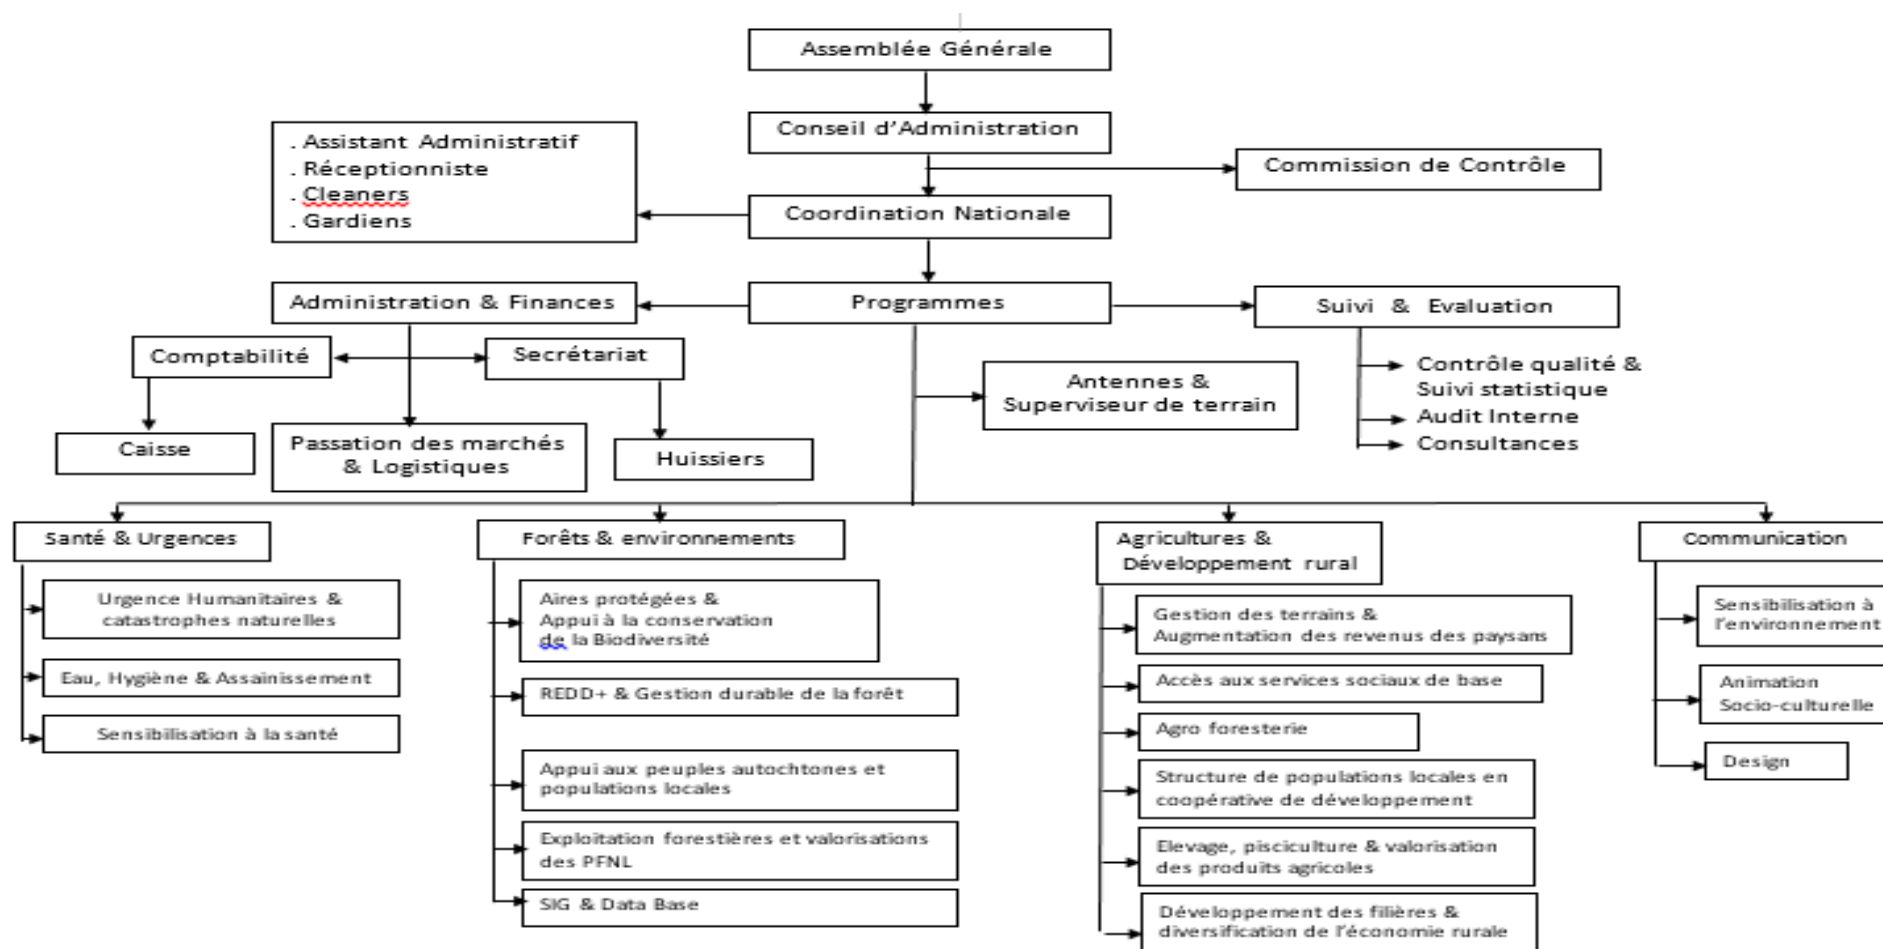 Assemblée Générale
Conseil d'Administration
. Assistant Administratif
. Réceptionniste
. Cleaners
. Gardiens
Commission de Contrôle
Coordination Nationale
Administration & Finances
Programmes
Suivi & Evaluation
Comptabilité
Secrétariat
Antennes &
Superviseur de terrain
Contrôle qualité &
Suivi statistique
Audit Interne
Consultances
Caisse
Passation des marchés
& Logistiques
Huissiers
Santé & Urgences
Urgence Humanitaires &
catastrophes naturelles
Eau, Hygiène & Assainissement
Sensibilisation à la santé
Forêts & environnements
Aires protégées &
Appui à la conservation
de la Biodiversité
REDD+ & Gestion durable de la forêt
Appui aux peuples autochtones et
populations locales
Exploitation forestières et valorisations
des PFNL
SIG & Data Base
Agricultures &
Développement rural
Gestion des terrains &
Augmentation des revenus des paysans
Accès aux services sociaux de base
Agro foresterie
Structure de populations locales en
coopérative de développement
Elevage, pisciculture & valorisation
des produits agricoles
Développement des filières &
diversification de l'économie rurale
Communication
Sensibilisation à
l'environnement
Animation
Socio-culturelle
Design